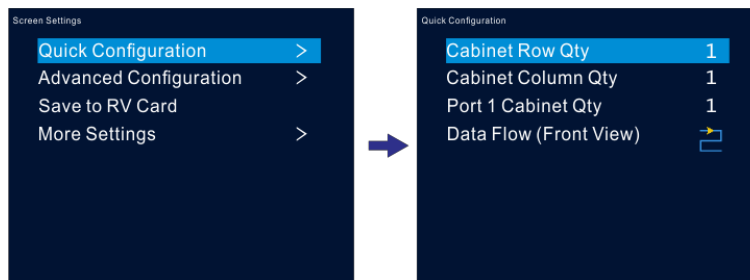 Screen Settings
Quick Configuration >
Advanced Configuration >
Save to RV Card
More Settings >
Quick Configuration
Cabinet Row Qty 1
Cabinet Column Qty 1
Port 1 Cabinet Qty 1
Data Flow (Front View)